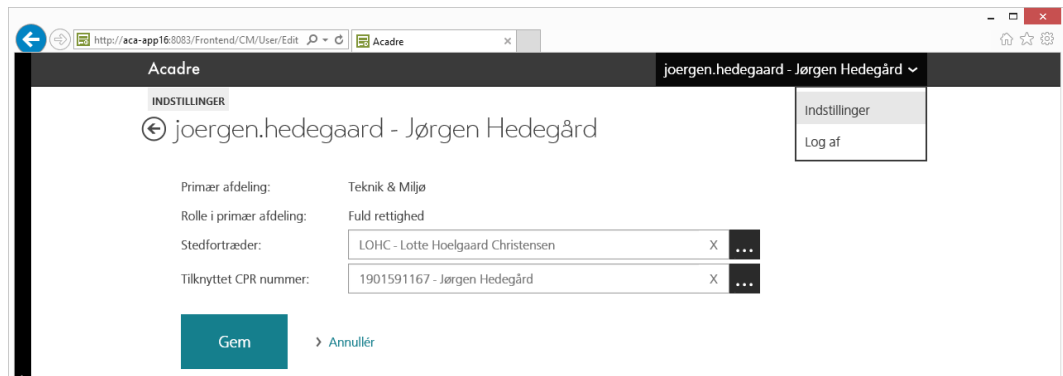 http://aca-app16:8083/Frontend/CM/User/Edit
Acadre
Acadre
joergen.hedegaard - Jørgen Hedegård
Indstillinger
Log af
INDSTILLINGER
joergen.hedegaard - Jørgen Hedegård
Primær afdeling: Teknik & Miljø
Rolle i primær afdeling: Fuld rettighed
Stedfortræder: LOHC - Lotte Hoelgaard Christensen X ...
Tilknyttet CPR nummer: 1901591167 - Jørgen Hedegård X ...
Gem
Annullér